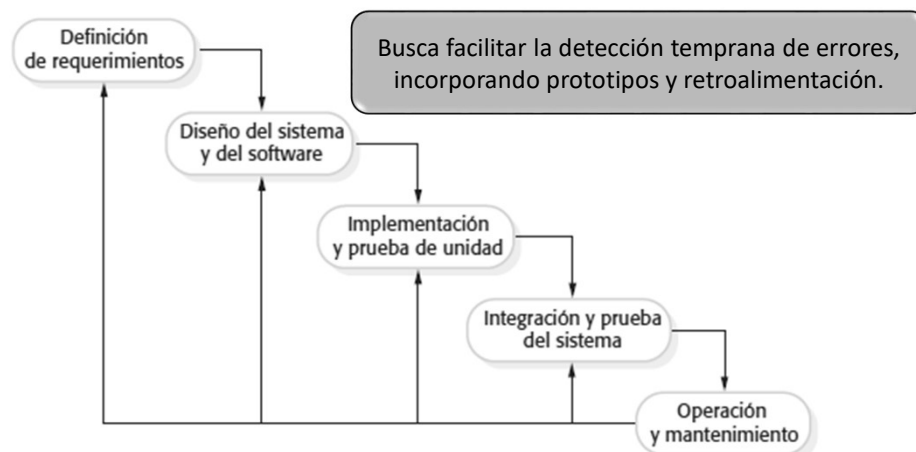 Definición
de requerimientos
Busca facilitar la detección temprana de errores,
incorporando prototipos y retroalimentación.
Diseño del sistema
y del software
Implementación
y prueba de unidad
Integración y prueba
del sistema
Operación
y mantenimiento